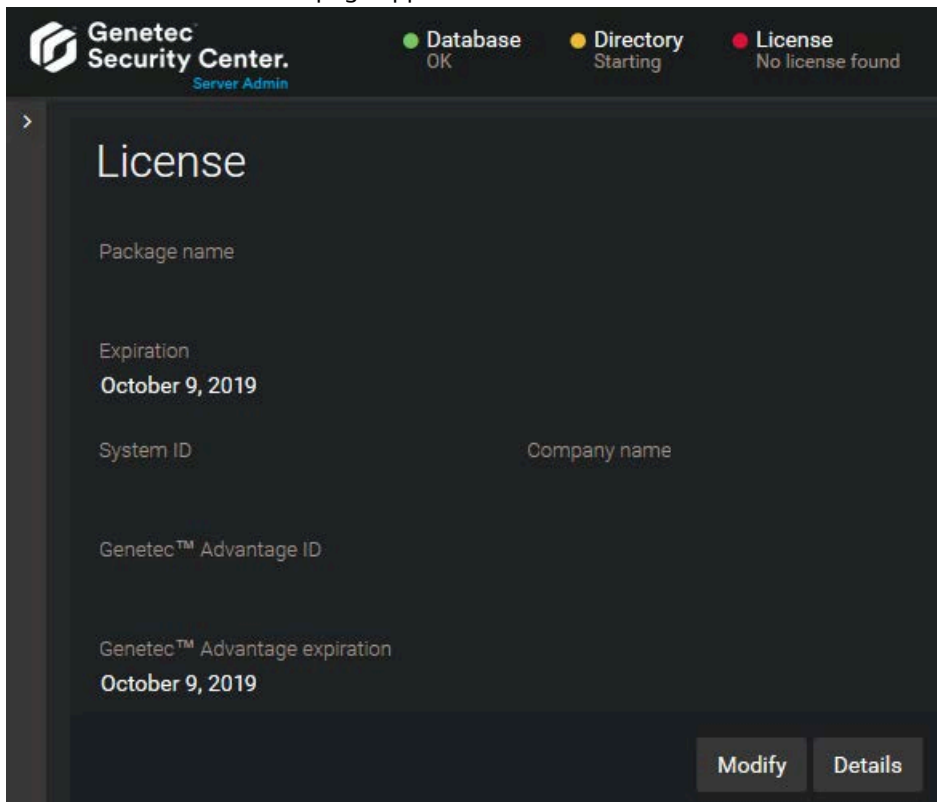 Genetec
Security Center.
Server Admin
Database
OK
Directory
Starting
License
No license found
>
License
Package name
Expiration
October 9, 2019
System ID
Company name
Genetec™ Advantage ID
Genetec™ Advantage expiration
October 9, 2019
Modify
Details